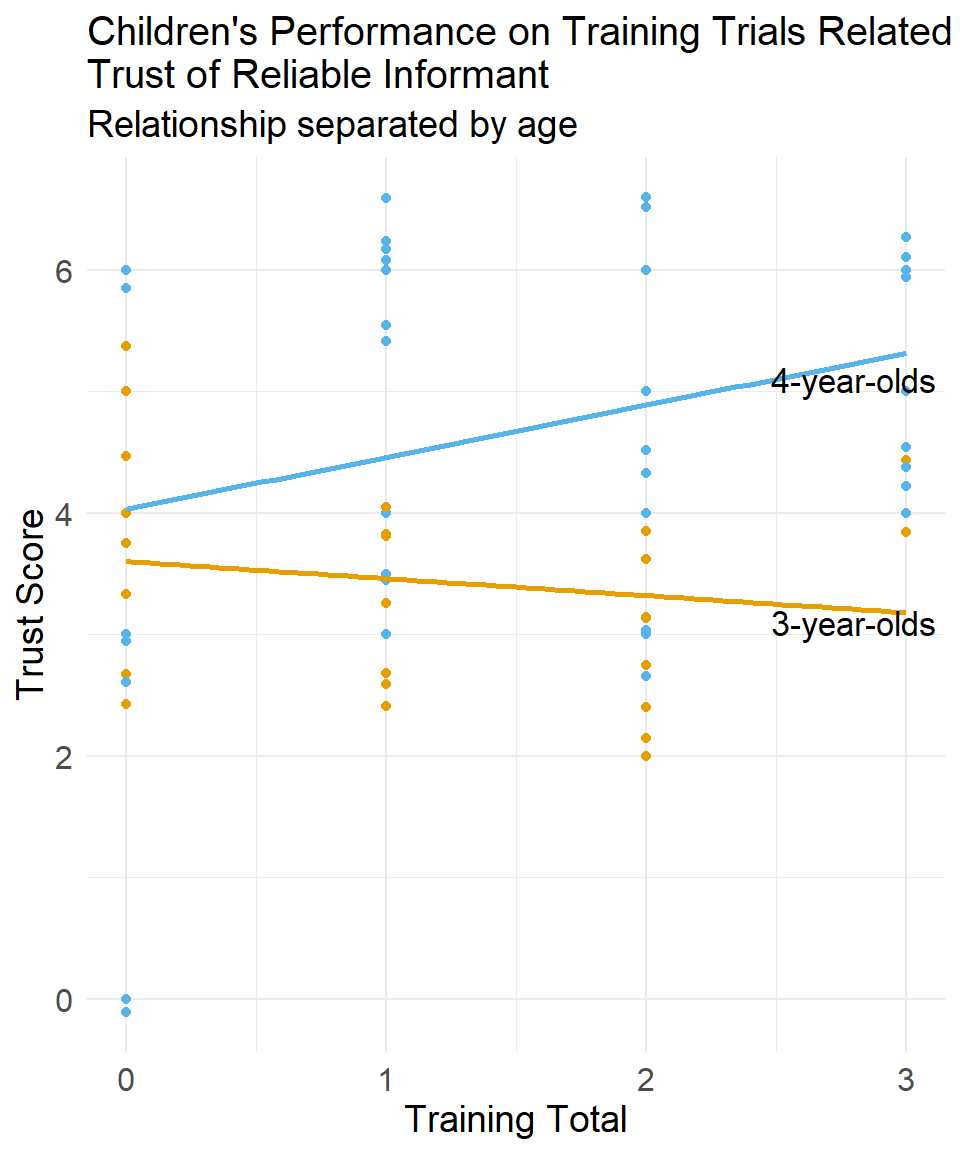 Children's Performance on Training Trials Related
Trust of Reliable Informant
Relationship separated by age
6
4
2
0
Trust Score
4-year-olds
3-year-olds
0 1 2 3
Training Total